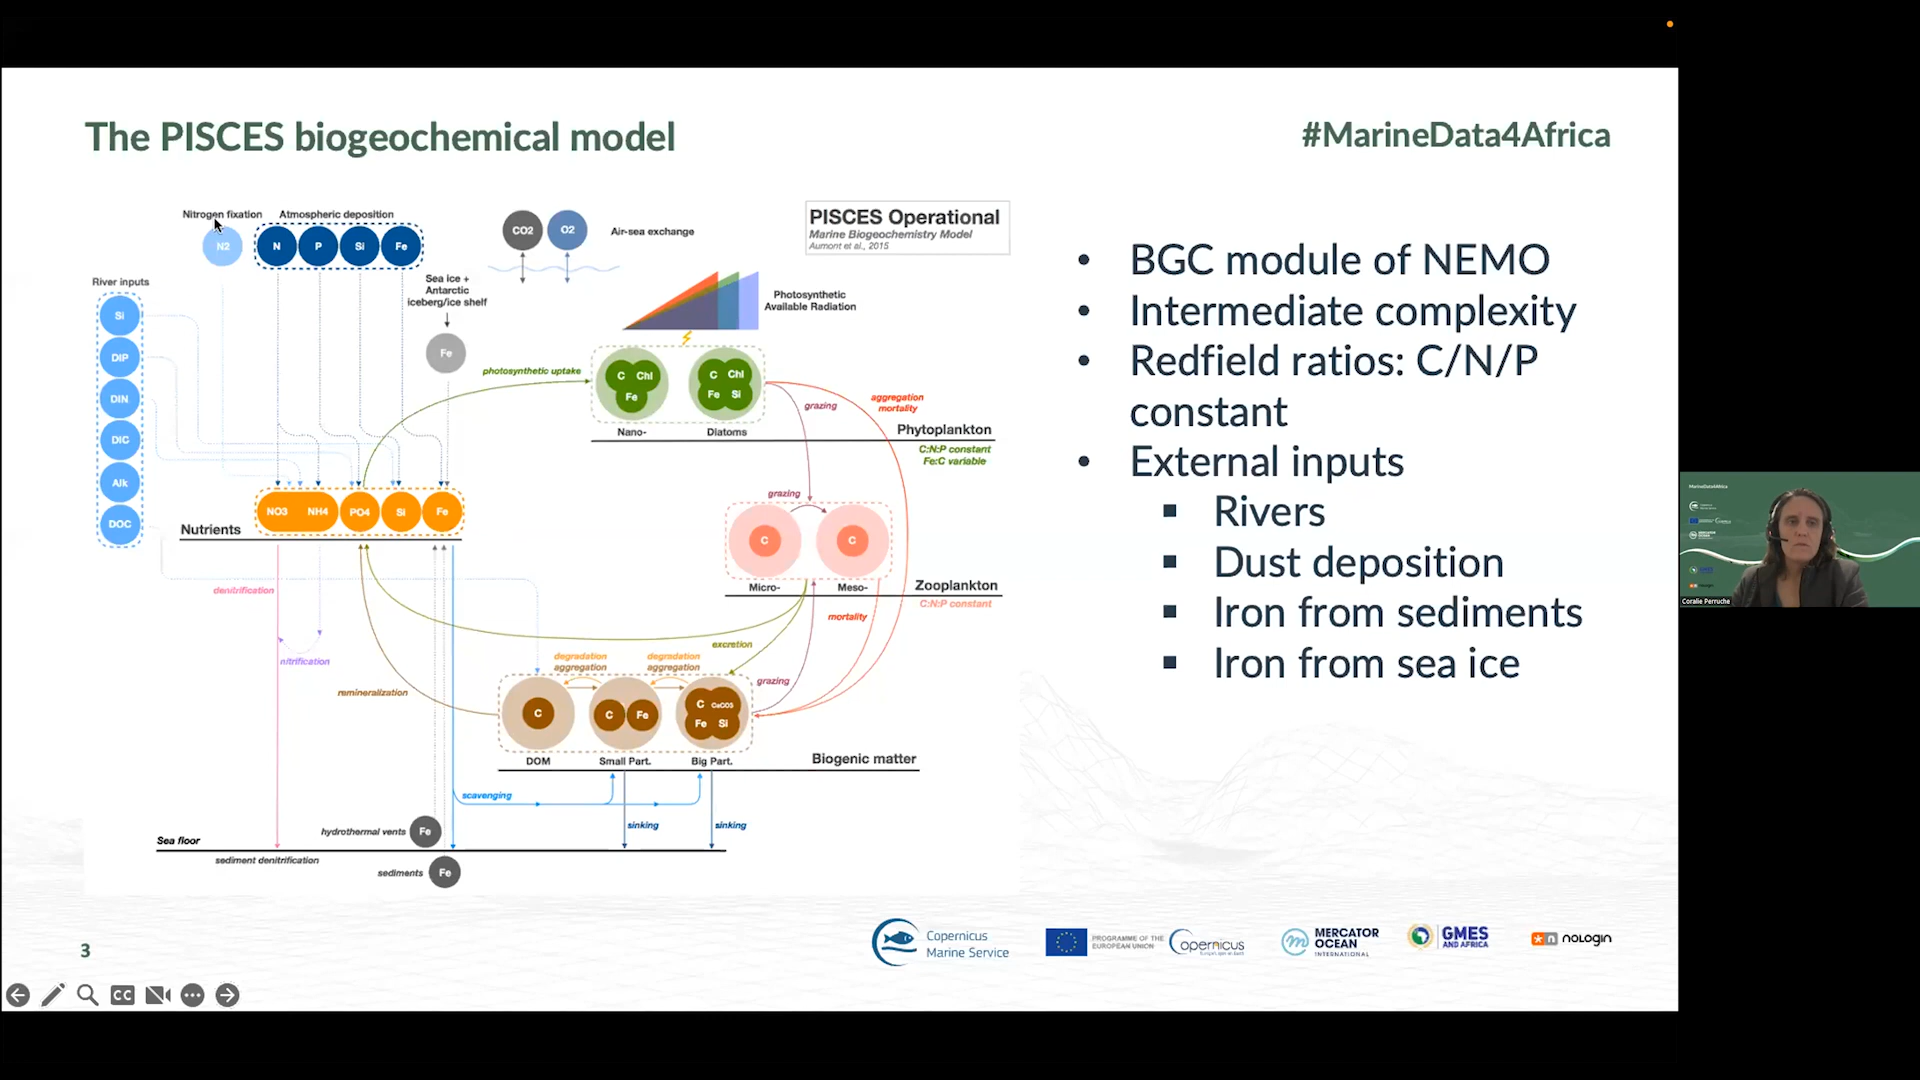 The PISCES biogeochemical model
#MarineData4Africa
Nitrogen fixation
Atmospheric deposition
N2
N
P
Si
Fe
CO2
O2
Air-sea exchange
PISCES Operational
Marine Biogeochemistry Model
Aumont et al., 2015
River inputs
Si
DIP
DIN
DIC
Alk
DOC
Sea ice +
Antarctic
iceberg/ice shelf
Fe
Photosynthetic
Available Radiation
photosynthetic uptake
C Chl
Fe
C Chl
Fe Si
Nano-
Diatoms
Phytoplankton
C:N:P constant
Fe:C variable
grazing
aggregation
mortality
NO3
NH4
PO4
Si
Fe
Nutrients
grazing
C
C
Micro-
Meso-
Zooplankton
C:N:P constant
denitrification
nitrification
mortality
excretion
degradation
aggregation
degradation
aggregation
grazing
remineralization
C
C
Fe
C CaCO3
Fe Si
DOM
Small Part.
Big Part.
Biogenic matter
scavenging
sinking
sinking
hydrothermal vents
Fe
Sea floor
sediment denitrification
sediments
Fe
• BGC module of NEMO
• Intermediate complexity
• Redfield ratios: C/N/P
constant
• External inputs
▪ Rivers
▪ Dust deposition
▪ Iron from sediments
▪ Iron from sea ice
3
Copernicus
Marine Service
PROGRAMME OF THE
EUROPEAN UNION
opernicus
MERCATOR
OCEAN
INTERNATIONAL
GMES
AND AFRICA
nologin
CC
MarineData4Africa
Coralie Perruche